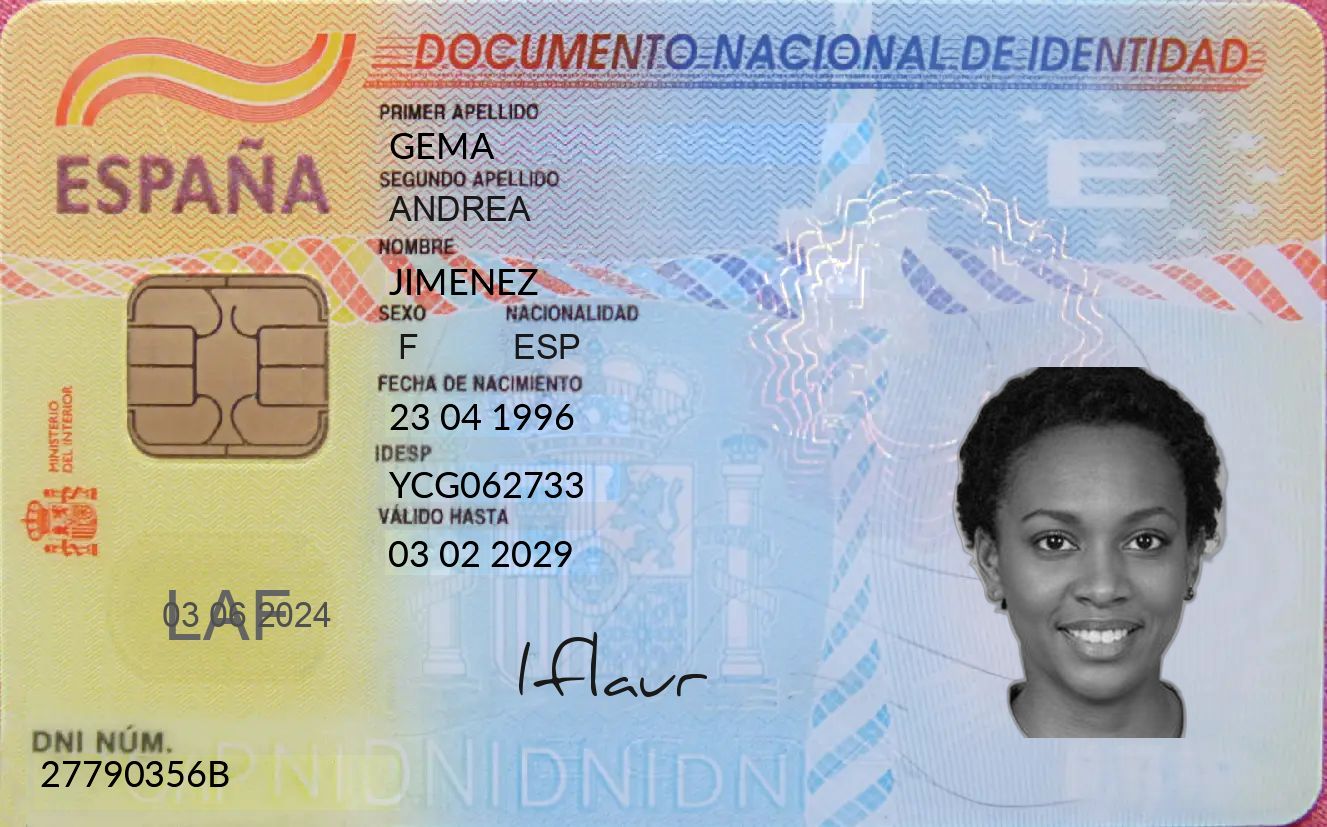 DOCUMENTO NACIONAL DE IDENTIDAD
ESPAÑA
PRIMER APELLIDO
GEMA
SEGUNDO APELLIDO
ANDREA
NOMBRE
JIMENEZ
SEXO NACIONALIDAD
F ESP
FECHA DE NACIMIENTO
23 04 1996
IDESP
YCG062733
VÁLIDO HASTA
03 02 2029
MINISTERIO
DEL INTERIOR
E
LAF
03 06 2024
DNI NÚM.
27790356B
DNIDNIDNIDNI